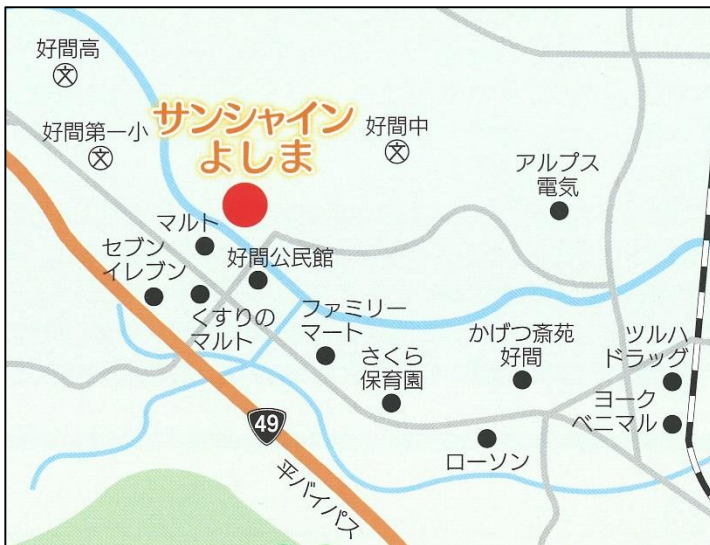 好間高
文
好間第一小
文
サンシャイン
よしま
好間中
文
アルプス
電気
マルト
セブン
イレブン
好間公民館
くすりの
マルト
ファミリー
マート
さくら
保育園
かげつ斎苑
好間
ツルハ
ドラッグ
ヨーク
ベニマル
ローソン
49
平バイパス